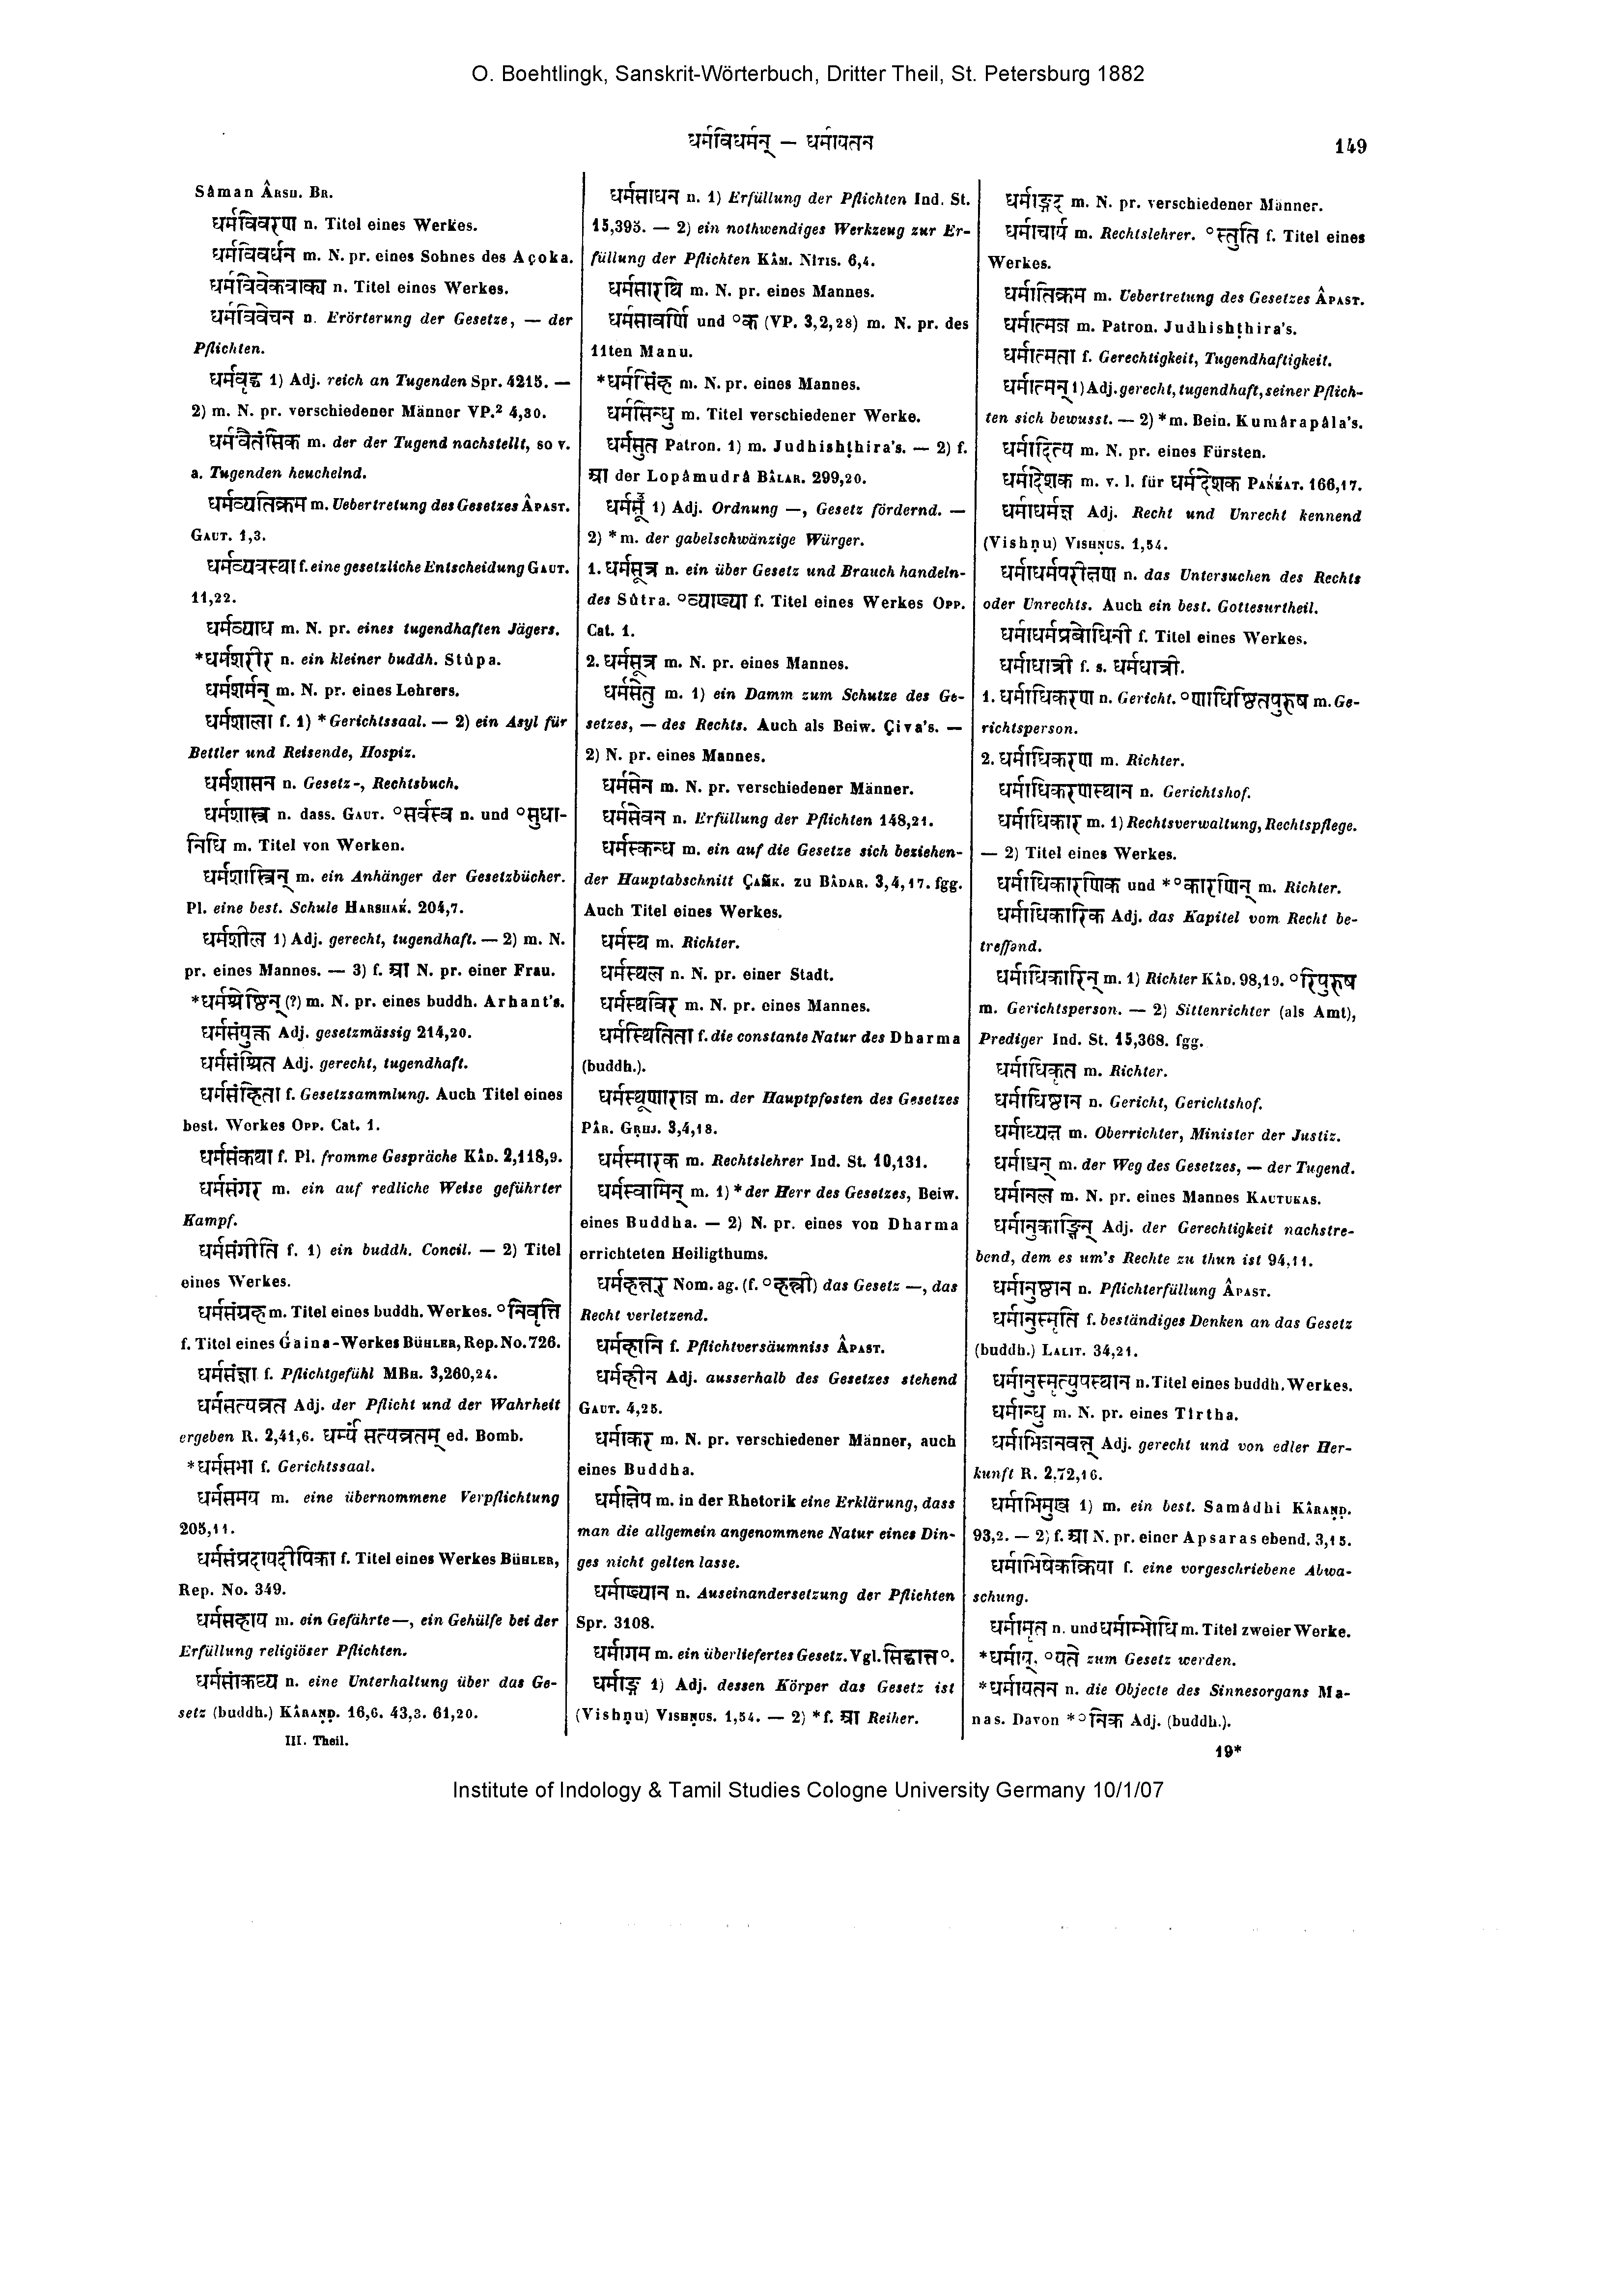 O. Boehtlingk, Sanskrit-Wörterbuch, Dritter Theil, St. Petersburg 1882
धर्मविधर्मन् — धर्मायतन
149
Sâman Ârsh. Br.
धर्मविवरण n. Titel eines Werkes.
धर्मविवर्धन m. N. pr. eines Sohnes des Açoka.
धर्मविवेकवाक्य n. Titel eines Werkes.
धर्मविवेचन n. Erörterung der Gesetze, — der
Pflichten.
धर्मवृद्ध 1) Adj. reich an Tugenden Spr. 4215. —
2) m. N. pr. verschiedener Männer VP.² 4,30.
धर्मवैतंसिक m. der der Tugend nachstellt, so v.
a. Tugenden heuchelnd.
धर्मव्यतिक्रम m. Uebertretung des Gesetzes Âpast.
Gaut. 1,3.
धर्मव्यवस्था f. eine gesetzliche Entscheidung Gaut.
11,22.
धर्मव्याध m. N. pr. eines tugendhaften Jägers.
*धर्मशरीर n. ein kleiner buddh. Stûpa.
धर्मशर्मन् m. N. pr. eines Lehrers.
धर्मशाला f. 1) *Gerichtssaal. — 2) ein Asyl für
Bettler und Reisende, Hospiz.
धर्मशासन n. Gesetz-, Rechtsbuch.
धर्मशास्त्र n. dass. Gaut. °सर्वस्व n. und °सुधा-
निधि m. Titel von Werken.
धर्मशास्त्रिन् m. ein Anhänger der Gesetzbücher.
Pl. eine best. Schule Harshaḱ. 204,7.
धर्मशील 1) Adj. gerecht, tugendhaft. — 2) m. N.
pr. eines Mannes. — 3) f. आ N. pr. einer Frau.
*धर्मश्रेष्ठिन् (?) m. N. pr. eines buddh. Arhant's.
धर्मसंयुक्त Adj. gesetzmässig 214,20.
धर्मसंश्रित Adj. gerecht, tugendhaft.
धर्मसंहिता f. Gesetzsammlung. Auch Titel eines
best. Werkes Opp. Cat. 1.
धर्मसंकथा f. Pl. fromme Gespräche Kâd. 2,118,9.
धर्मसंगर m. ein auf redliche Weise geführter
Kampf.
धर्मसंगीति f. 1) ein buddh. Concil. — 2) Titel
eines Werkes.
धर्मसंग्रह m. Titel eines buddh. Werkes. °निवृत्ति
f. Titel eines Ǵaina-Werkes Bühler, Rep. No. 726.
धर्मसंज्ञा f. Pflichtgefühl MBh. 3,260,24.
धर्मसत्यव्रत Adj. der Pflicht und der Wahrheit
ergeben R. 2,41,6. धर्म्यं सत्यव्रतम् ed. Bomb.
*धर्मसभा f. Gerichtssaal.
धर्मसमय m. eine übernommene Verpflichtung
205,11.
धर्मसंप्रदायदीपिका f. Titel eines Werkes Bühler,
Rep. No. 349.
धर्मसहाय m. ein Gefährte —, ein Gehülfe bei der
Erfüllung religiöser Pflichten.
धर्मसांकथ्य n. eine Unterhaltung über das Ge-
setz (buddh.) Kâraṇḍ. 16,6. 43,3. 61,20.
III. Theil.
धर्मसाधन n. 1) Erfüllung der Pflichten Ind. St.
15,395. — 2) ein nothwendiges Werkzeug zur Er-
füllung der Pflichten Kâm. Nîtis. 6,4.
धर्मसारथि m. N. pr. eines Mannes.
धर्मसावर्णि und °क (VP. 3,2,28) m. N. pr. des
11ten Manu.
*धर्मसिंह m. N. pr. eines Mannes.
धर्मसिन्धु m. Titel verschiedener Werke.
धर्मसुत Patron. 1) m. Judhishṭhira's. — 2) f.
आ der Lopâmudrâ Bâlar. 299,20.
धर्मसू 1) Adj. Ordnung —, Gesetz fördernd. —
2) *m. der gabelschwänzige Würger.
1. धर्मसूत्र n. ein über Gesetz und Brauch handeln-
des Sûtra. °व्याख्या f. Titel eines Werkes Opp.
Cat. 1.
2. धर्मसूत्र m. N. pr. eines Mannes.
धर्मसेतु m. 1) ein Damm zum Schutze des Ge-
setzes, — des Rechts. Auch als Beiw. Çiva's. —
2) N. pr. eines Mannes.
धर्मसेन m. N. pr. verschiedener Männer.
धर्मसेवन n. Erfüllung der Pflichten 148,21.
धर्मस्कन्ध m. ein auf die Gesetze sich beziehen-
der Hauptabschnitt Çaṁk. zu Bâdar. 3,4,17. fgg.
Auch Titel eines Werkes.
धर्मस्थ m. Richter.
धर्मस्थल n. N. pr. einer Stadt.
धर्मस्थविर m. N. pr. eines Mannes.
धर्मस्थितिता f. die constante Natur des Dharma
(buddh.).
धर्मस्थूणाराज m. der Hauptpfosten des Gesetzes
Pâr. Gṛhj. 3,4,18.
धर्मस्मारक m. Rechtslehrer Ind. St. 10,131.
धर्मस्वामिन् m. 1) *der Herr des Gesetzes, Beiw.
eines Buddha. — 2) N. pr. eines von Dharma
errichteten Heiligthums.
धर्महन्तर् Nom. ag. (f. °हन्त्री) das Gesetz —, das
Recht verletzend.
धर्महानि f. Pflichtversäumniss Âpast.
धर्महीन Adj. ausserhalb des Gesetzes stehend
Gaut. 4,25.
धर्माकर m. N. pr. verschiedener Männer, auch
eines Buddha.
धर्माक्षेप m. in der Rhetorik eine Erklärung, dass
man die allgemein angenommene Natur eines Din-
ges nicht gelten lasse.
धर्माख्यान n. Auseinandersetzung der Pflichten
Spr. 3108.
धर्मागम m. ein überliefertes Gesetz. Vgl. सिद्धान्त°.
धर्माङ्ग 1) Adj. dessen Körper das Gesetz ist
(Vishṇu) Vishṇus. 1,54. — 2) *f. आ Reiher.
धर्माङ्गद m. N. pr. verschiedener Männer.
धर्माचार्य m. Rechtslehrer. °स्तुति f. Titel eines
Werkes.
धर्मातिक्रम m. Uebertretung des Gesetzes Âpast.
धर्मात्मज m. Patron. Judhishṭhira's.
धर्मात्मता f. Gerechtigkeit, Tugendhaftigkeit.
धर्मात्मन् 1) Adj. gerecht, tugendhaft, seiner Pflich-
ten sich bewusst. — 2) *m. Bein. Kumârapâla's.
धर्मादित्य m. N. pr. eines Fürsten.
धर्मादेशक m. v. l. für धर्मदेशक Pańḱat. 166,17.
धर्माधर्मज्ञ Adj. Recht und Unrecht kennend
(Vishṇu) Vishṇus. 1,54.
धर्माधर्मपरीक्षण n. das Untersuchen des Rechts
oder Unrechts. Auch ein best. Gottesurtheil.
धर्माधर्मप्रबोधिनी f. Titel eines Werkes.
धर्माधात्री f. s. धर्मधात्री.
1. धर्माधिकरण n. Gericht. °णाधिष्ठितपुरुष m. Ge-
richtsperson.
2. धर्माधिकरण m. Richter.
धर्माधिकरणस्थान n. Gerichtshof.
धर्माधिकार m. 1) Rechtsverwaltung, Rechtspflege.
— 2) Titel eines Werkes.
धर्माधिकारणिक und *°कारणिन् m. Richter.
धर्माधिकारिक Adj. das Kapitel vom Recht be-
treffend.
धर्माधिकारिन् m. 1) Richter Kâd. 98,19. °रिपुरुष
m. Gerichtsperson. — 2) Sittenrichter (als Amt),
Prediger Ind. St. 15,368. fgg.
धर्माधिकृत m. Richter.
धर्माधिष्ठान n. Gericht, Gerichtshof.
धर्माध्यक्ष m. Oberrichter, Minister der Justiz.
धर्माध्वन् m. der Weg des Gesetzes, — der Tugend.
धर्मानल m. N. pr. eines Mannes Kautukas.
धर्मानुकाङ्क्षिन् Adj. der Gerechtigkeit nachstre-
bend, dem es um's Rechte zu thun ist 94,11.
धर्मानुष्ठान n. Pflichterfüllung Âpast.
धर्मानुस्मृति f. beständiges Denken an das Gesetz
(buddh.) Lalit. 34,21.
धर्मानुस्मृत्युपस्थान n. Titel eines buddh. Werkes.
धर्मान्धु m. N. pr. eines Tîrtha.
धर्माभिजनवत्त् Adj. gerecht und von edler Her-
kunft R. 2,72,16.
धर्माभिमुख 1) m. ein best. Samâdhi Kâraṇḍ.
93,2. — 2) f. आ N. pr. einer Apsaras ebend. 3,15.
धर्माभिषेकक्रिया f. eine vorgeschriebene Abwa-
schung.
धर्मामृत n. und धर्माम्भोधि m. Titel zweier Werke.
*धर्माय्, °यते zum Gesetz werden.
*धर्मायतन n. die Objecte des Sinnesorgans Ma-
nas. Davon *°निक Adj. (buddh.).
19*
Institute of Indology & Tamil Studies Cologne University Germany 10/1/07